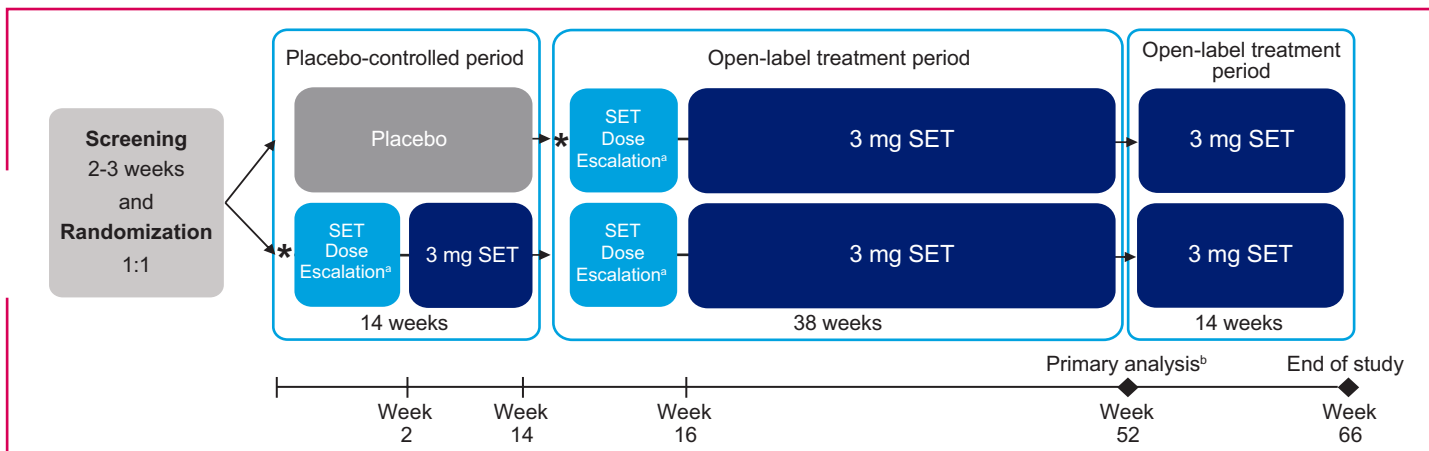 Placebo-controlled period
Open-label treatment period
Open-label treatment
period
Screening
2-3 weeks
and
Randomization
1:1
Placebo
*
SET
Dose
Escalationᵃ
3 mg SET
3 mg SET
*
SET
Dose
Escalationᵃ
3 mg SET
SET
Dose
Escalationᵃ
3 mg SET
3 mg SET
14 weeks
38 weeks
14 weeks
Primary analysisᵇ
End of study
Week
2
Week
14
Week
16
Week
52
Week
66